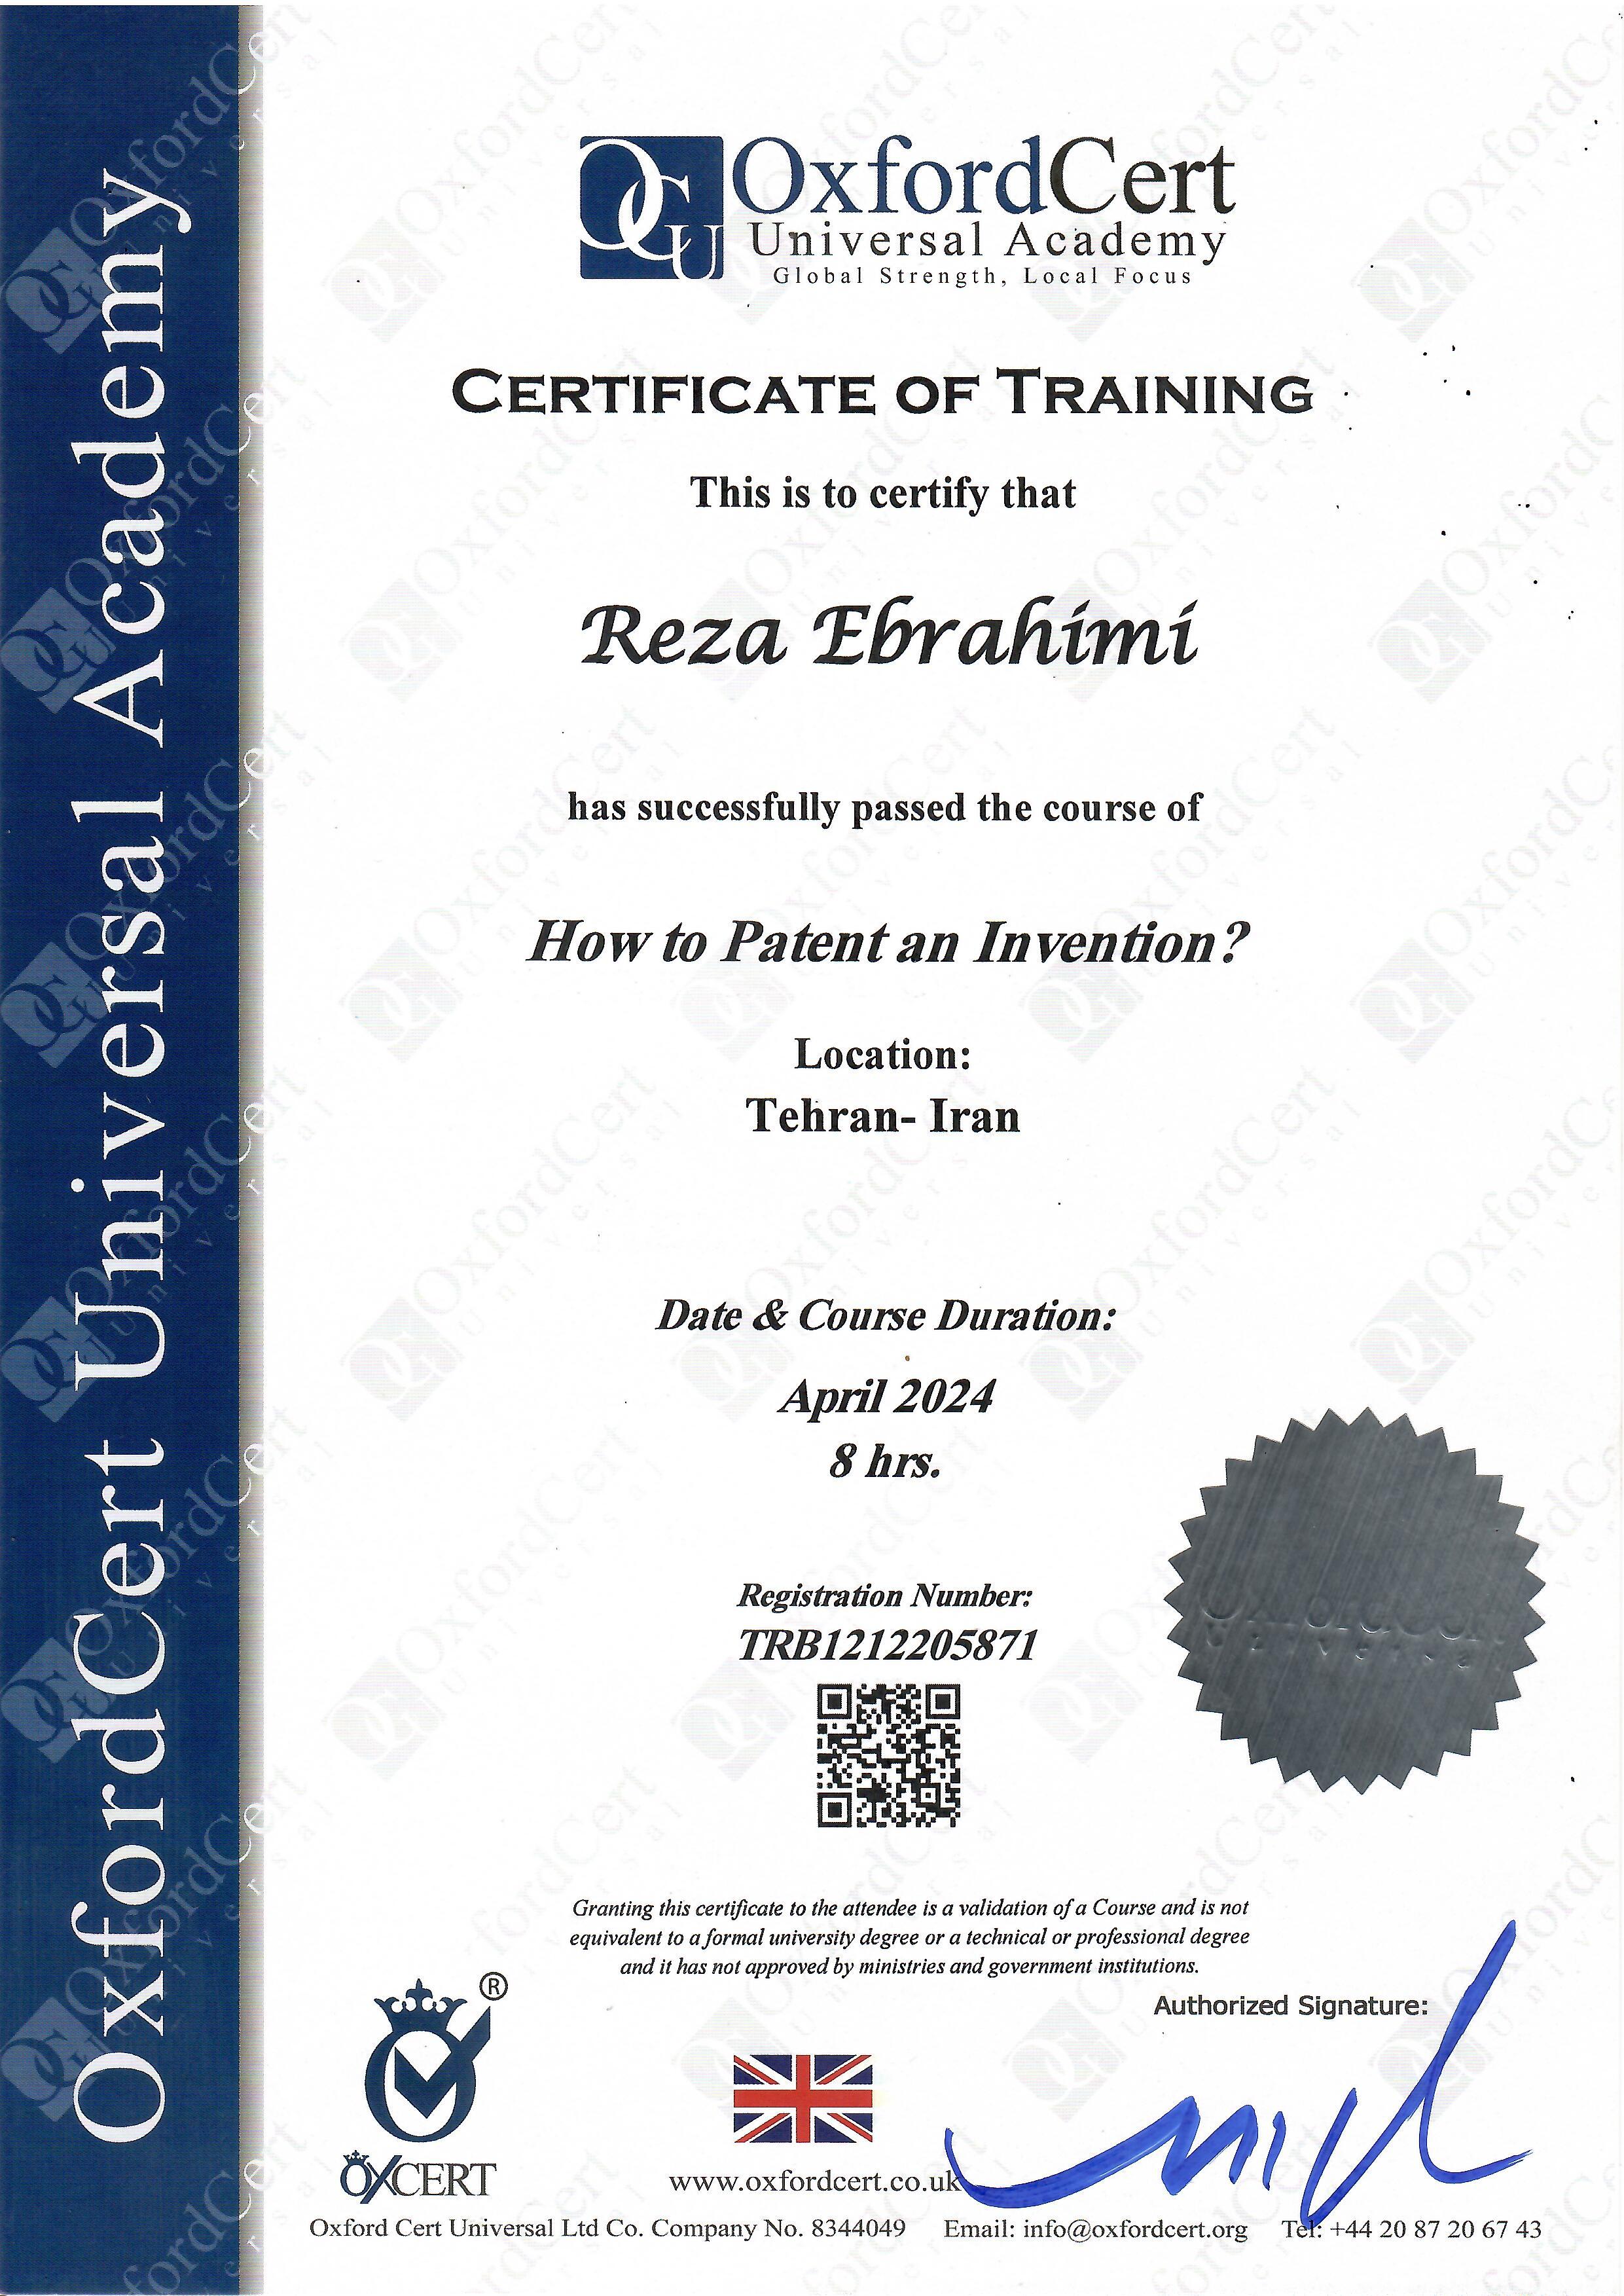 OxfordCert Universal Academy
OCU
OxfordCert
Universal Academy
Global Strength, Local Focus
CERTIFICATE OF TRAINING
This is to certify that
Reza Ebrahimi
has successfully passed the course of
How to Patent an Invention?
Location:
Tehran- Iran
Date & Course Duration:
April 2024
8 hrs.
Registration Number:
TRB1212205871
Granting this certificate to the attendee is a validation of a Course and is not
equivalent to a formal university degree or a technical or professional degree
and it has not approved by ministries and government institutions.
Authorized Signature:
®
OXCERT
www.oxfordcert.co.uk
Oxford Cert Universal Ltd Co. Company No. 8344049 Email: info@oxfordcert.org Tel: +44 20 87 20 67 43